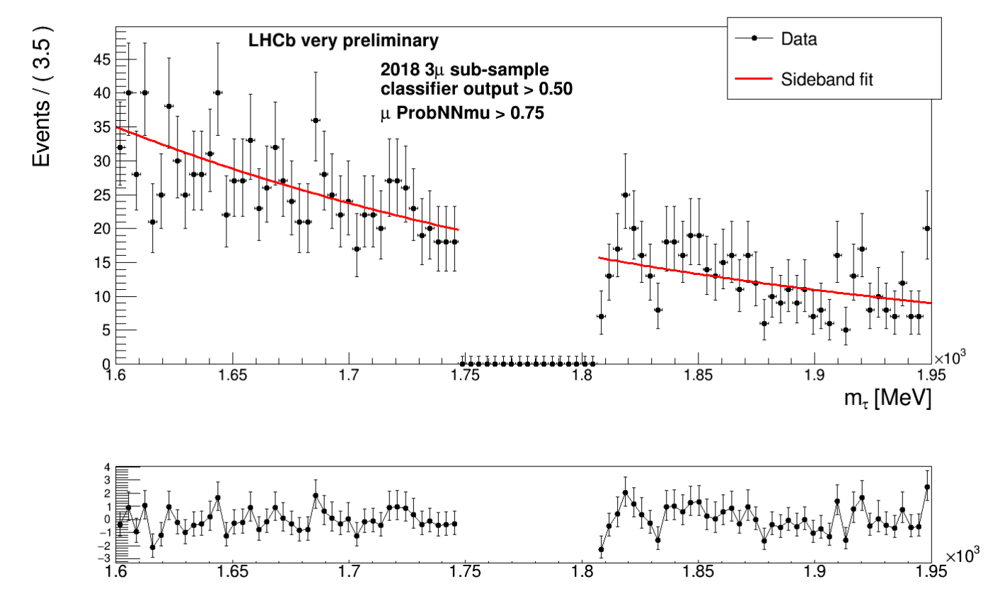 Events / ( 3.5 )
LHCb very preliminary
2018 3μ sub-sample
classifier output > 0.50
μ ProbNNmu > 0.75
Data
Sideband fit
45
40
35
30
25
20
15
10
5
0
1.6 1.65 1.7 1.75 1.8 1.85 1.9 1.95
×10³
m_τ [MeV]
4
3
2
1
0
−1
−2
−3
1.6 1.65 1.7 1.75 1.8 1.85 1.9 1.95
×10³